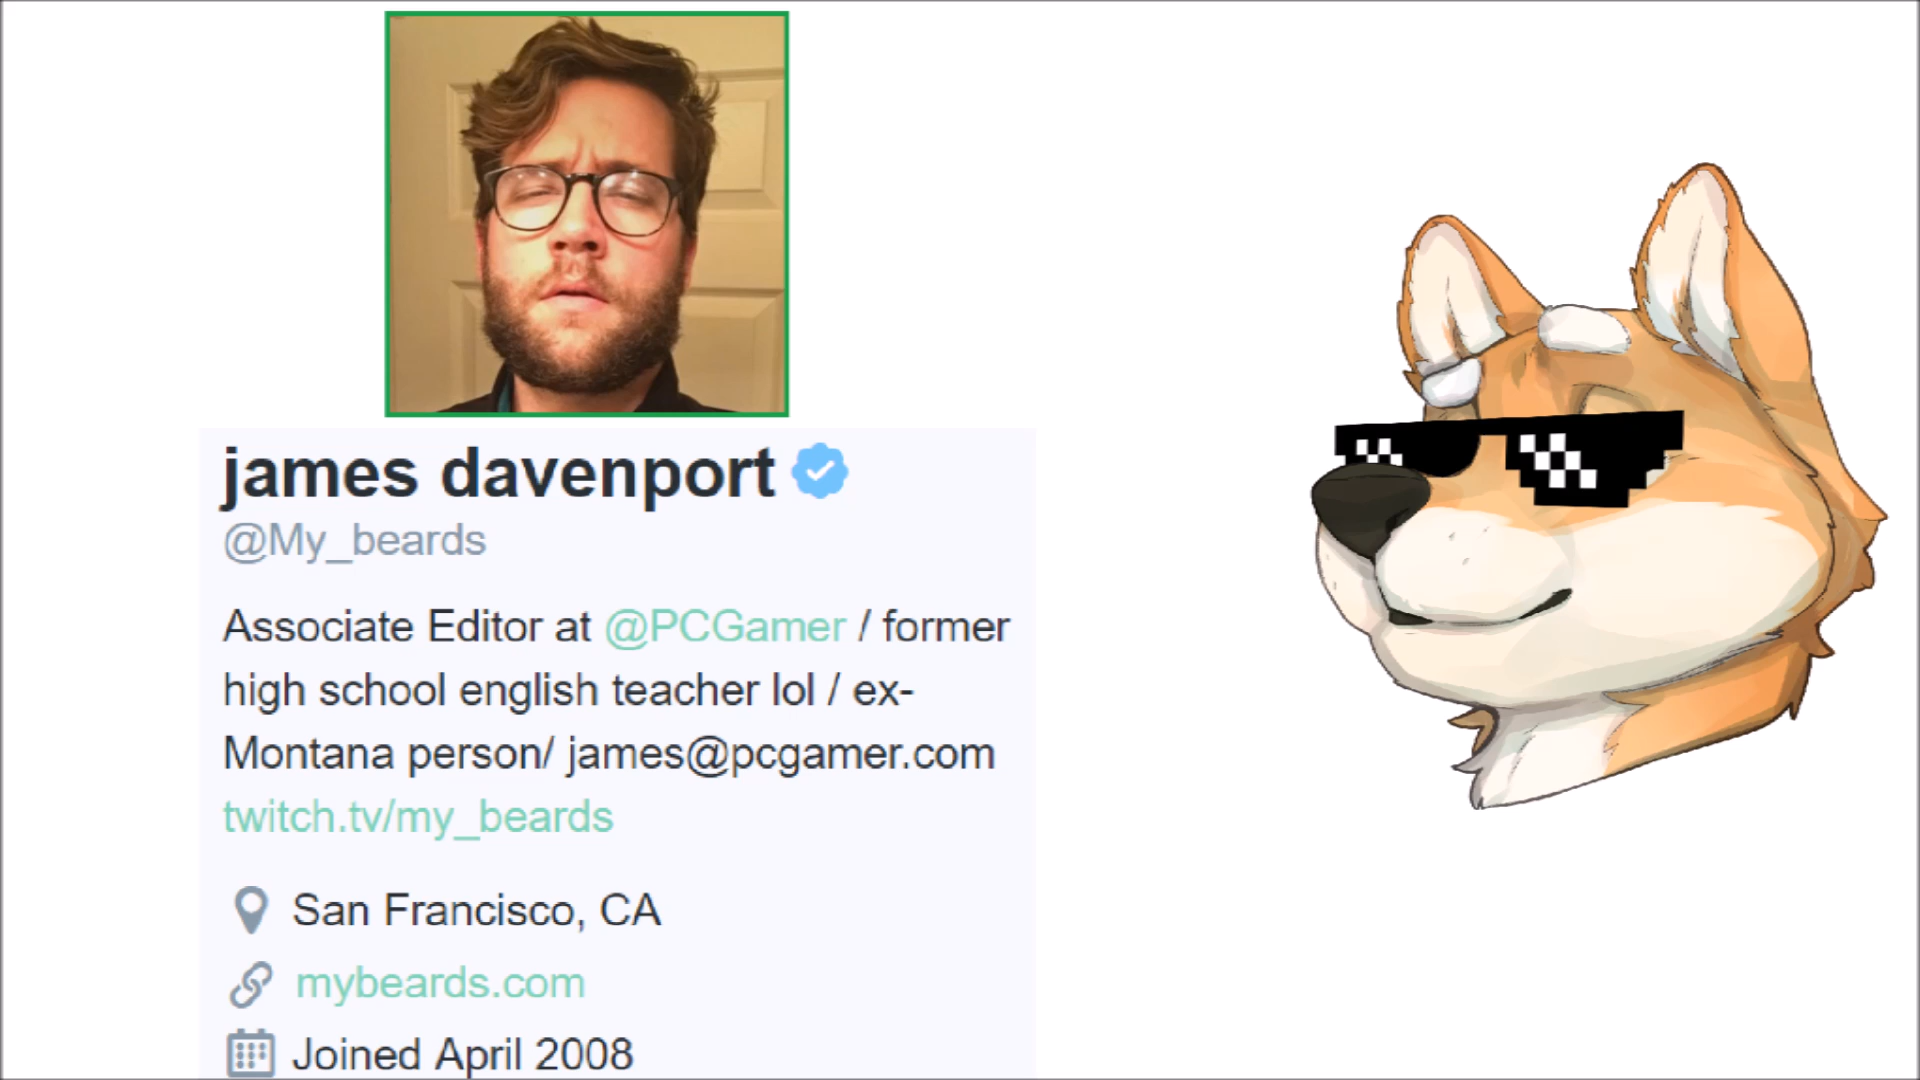 james davenport
@My_beards
Associate Editor at @PCGamer / former
high school english teacher lol / ex-
Montana person/ james@pcgamer.com
twitch.tv/my_beards
San Francisco, CA
mybeards.com
Joined April 2008